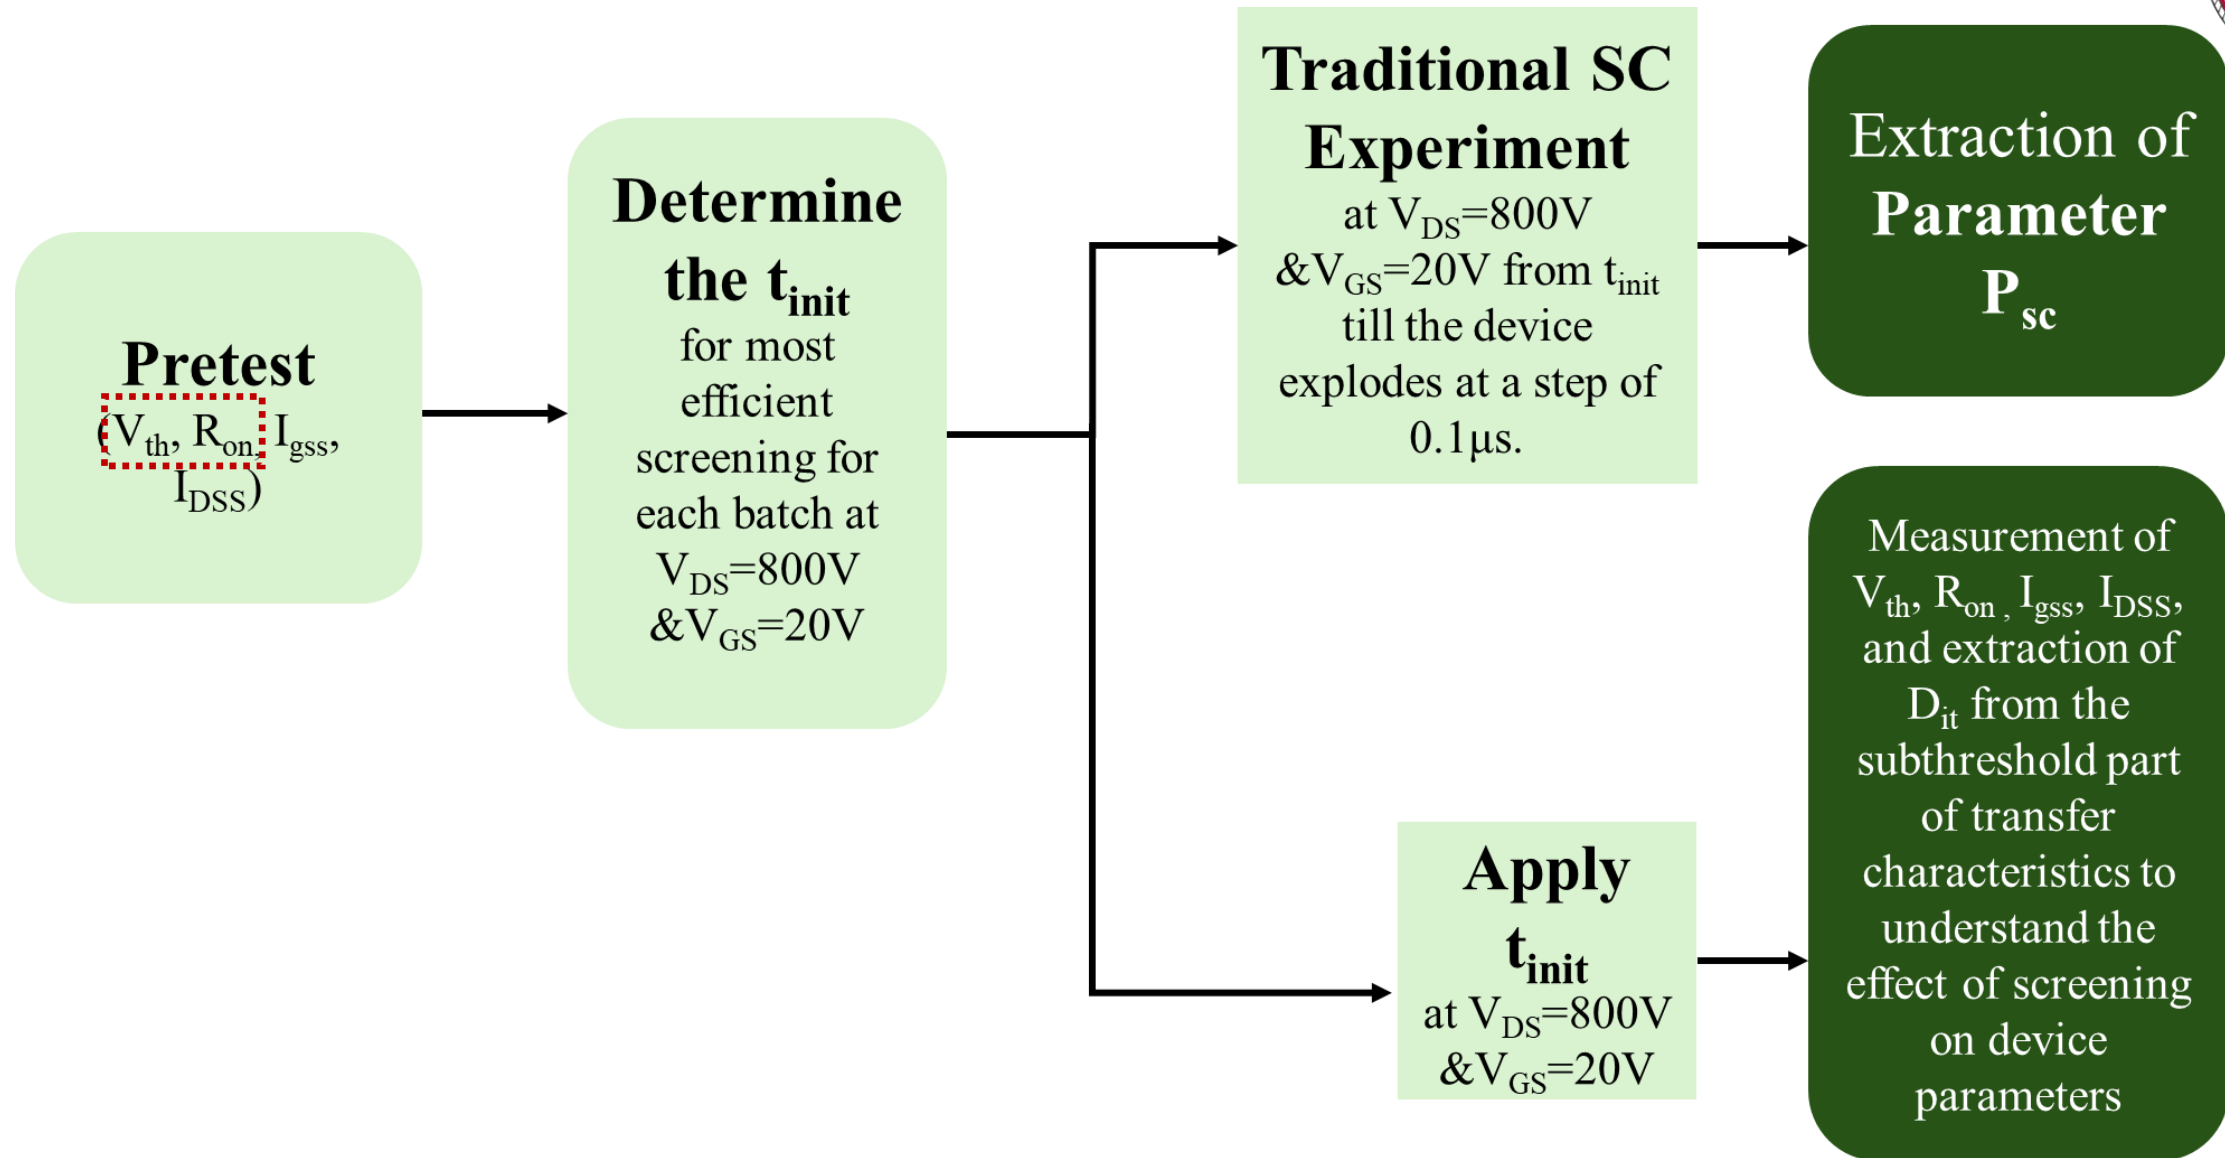 Pretest
(Vth, Ron, Igss,
IDSS)
Determine
the tinit
for most
efficient
screening for
each batch at
VDS=800V
&VGS=20V
Traditional SC
Experiment
at VDS=800V
&VGS=20V from tinit
till the device
explodes at a step of
0.1µs.
Extraction of
Parameter
Psc
Apply
tinit
at VDS=800V
&VGS=20V
Measurement of
Vth, Ron , Igss, IDSS,
and extraction of
Dit from the
subthreshold part
of transfer
characteristics to
understand the
effect of screening
on device
parameters